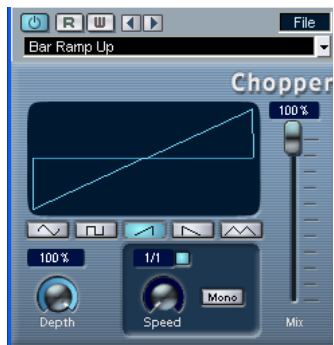 R W File
Bar Ramp Up
Chopper
100%
100% 1/1
Mono
Depth Speed Mix